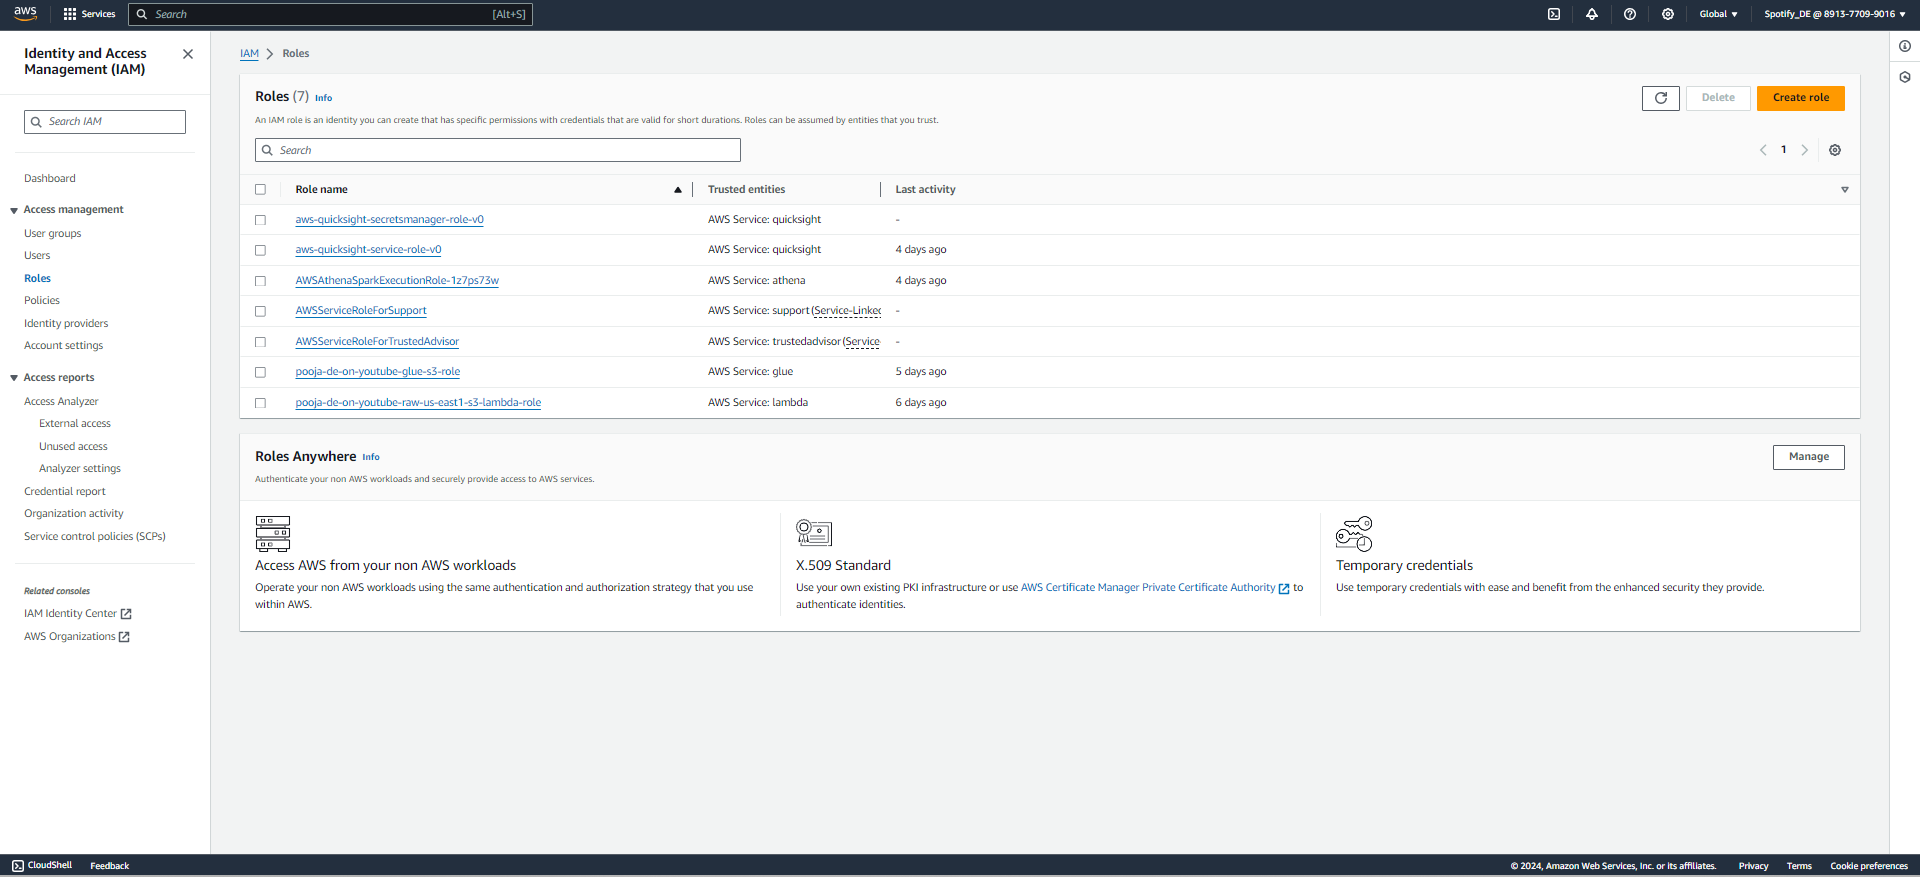 aws
Services
Search
[Alt+S]
Global
Spotify_DE @ 8913-7709-9016
Identity and Access
Management (IAM)
Search IAM
Dashboard
Access management
User groups
Users
Roles
Policies
Identity providers
Account settings
Access reports
Access Analyzer
External access
Unused access
Analyzer settings
Credential report
Organization activity
Service control policies (SCPs)
Related consoles
IAM Identity Center
AWS Organizations
IAM > Roles
Roles (7) Info
Delete
Create role
An IAM role is an identity you can create that has specific permissions with credentials that are valid for short durations. Roles can be assumed by entities that you trust.
Search
1
Role name Trusted entities Last activity
aws-quicksight-secretsmanager-role-v0 AWS Service: quicksight -
aws-quicksight-service-role-v0 AWS Service: quicksight 4 days ago
AWSAthenaSparkExecutionRole-1z7ps73w AWS Service: athena 4 days ago
AWSServiceRoleForSupport AWS Service: support (Service-Linked -
AWSServiceRoleForTrustedAdvisor AWS Service: trustedadvisor (Service -
pooja-de-on-youtube-glue-s3-role AWS Service: glue 5 days ago
pooja-de-on-youtube-raw-us-east1-s3-lambda-role AWS Service: lambda 6 days ago
Roles Anywhere Info
Manage
Authenticate your non AWS workloads and securely provide access to AWS services.
Access AWS from your non AWS workloads
Operate your non AWS workloads using the same authentication and authorization strategy that you use
within AWS.
X.509 Standard
Use your own existing PKI infrastructure or use AWS Certificate Manager Private Certificate Authority to
authenticate identities.
Temporary credentials
Use temporary credentials with ease and benefit from the enhanced security they provide.
CloudShell
Feedback
© 2024, Amazon Web Services, Inc. or its affiliates.
Privacy
Terms
Cookie preferences